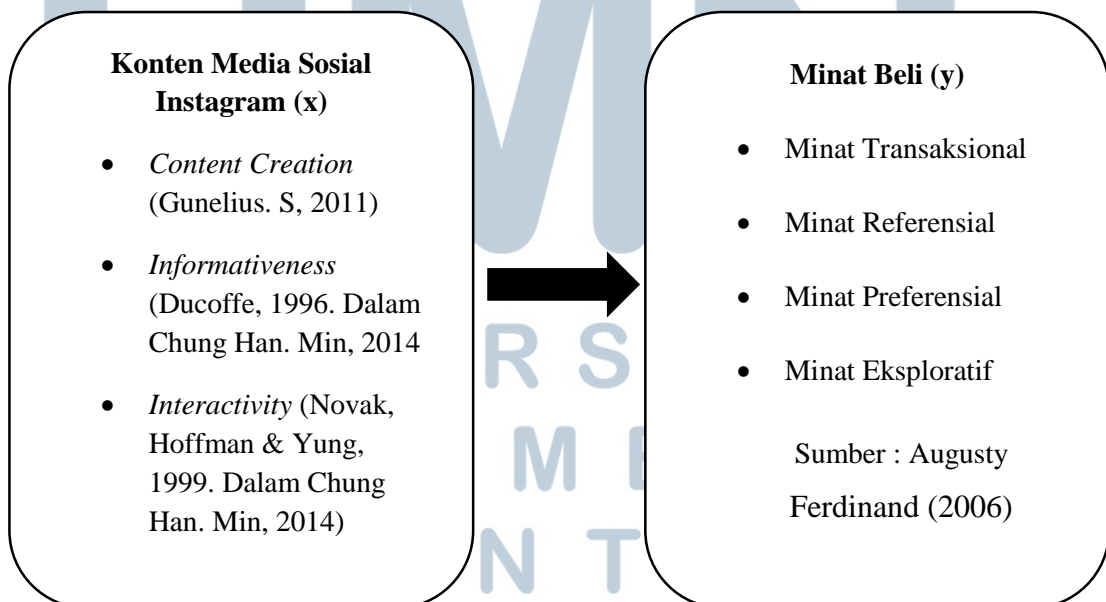 Konten Media Sosial
Instagram (x)
• Content Creation
(Gunelius. S, 2011)
• Informativeness
(Ducoffe, 1996. Dalam
Chung Han. Min, 2014
• Interactivity (Novak,
Hoffman & Yung,
1999. Dalam Chung
Han. Min, 2014)
Minat Beli (y)
• Minat Transaksional
• Minat Referensial
• Minat Preferensial
• Minat Eksploratif
Sumber : Augusty
Ferdinand (2006)
R S
M
N T